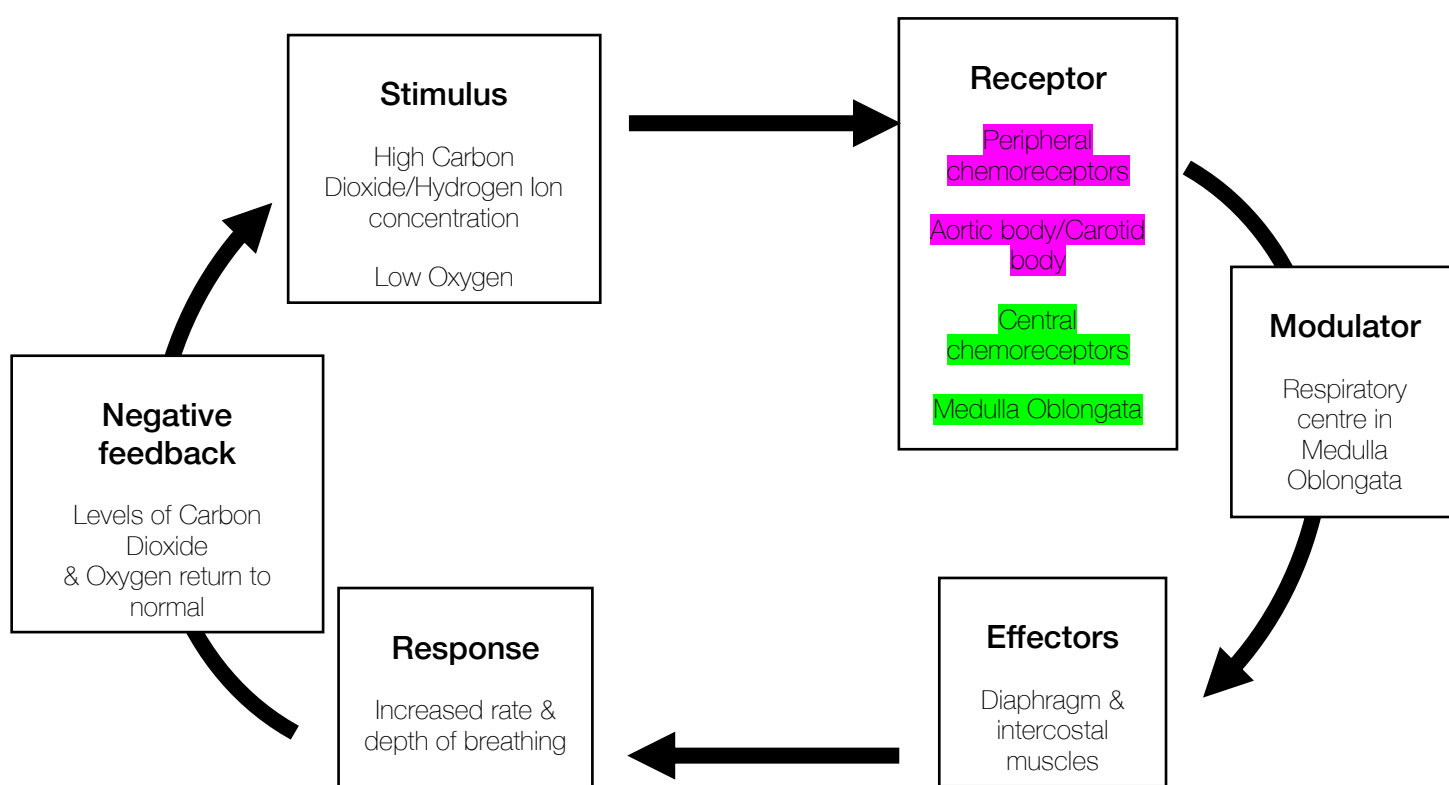 Stimulus
High Carbon
Dioxide/Hydrogen Ion
concentration
Low Oxygen
Receptor
Peripheral
chemoreceptors
Aortic body/Carotid
body
Central
chemoreceptors
Medulla Oblongata
Modulator
Respiratory
centre in
Medulla
Oblongata
Effectors
Diaphragm &
intercostal
muscles
Response
Increased rate &
depth of breathing
Negative
feedback
Levels of Carbon
Dioxide
& Oxygen return to
normal